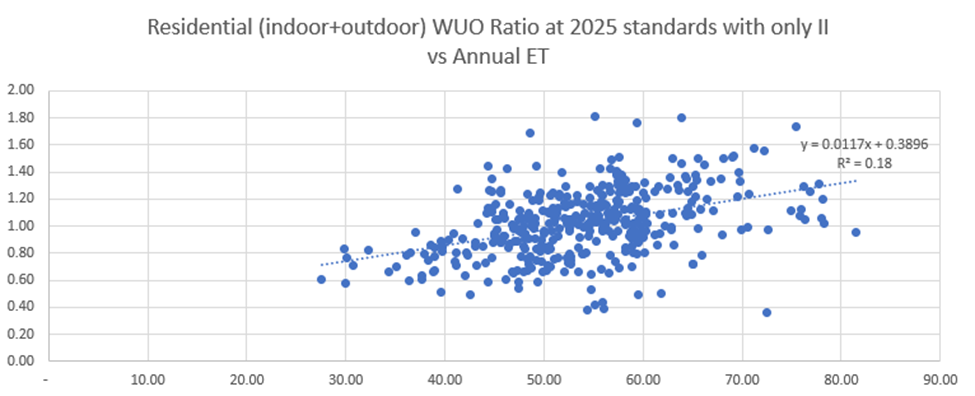 Residential (indoor+outdoor) WUO Ratio at 2025 standards with only II
vs Annual ET
2.00
1.80
1.60
1.40
1.20
1.00
0.80
0.60
0.40
0.20
0.00
y = 0.0117x + 0.3896
R² = 0.18
- 10.00 20.00 30.00 40.00 50.00 60.00 70.00 80.00 90.00